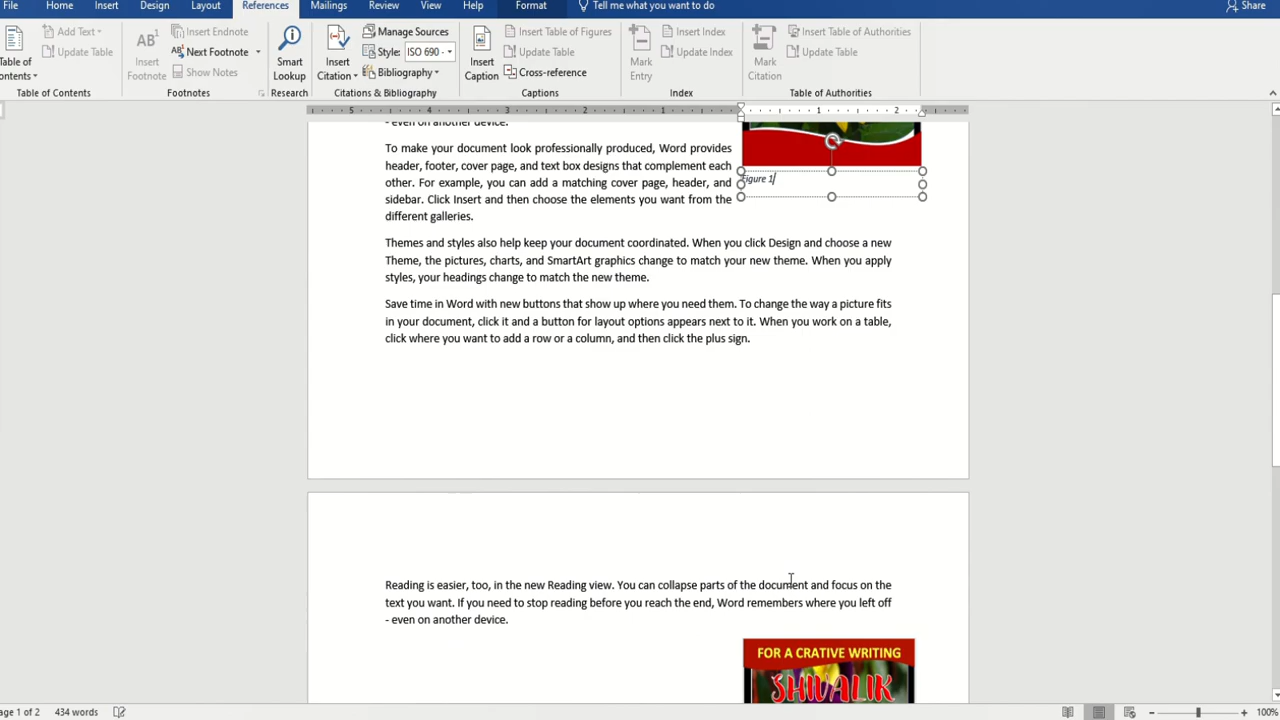 File Home Insert Design Layout References Mailings Review View Help Format Tell me what you want to do Share
Table of
Contents
Add Text
Update Table
Table of Contents
AB¹
Insert
Footnote
Insert Endnote
Next Footnote
Show Notes
Footnotes
Smart
Lookup
Research
Insert
Citation
Manage Sources
Style: ISO 690 -
Bibliography
Citations & Bibliography
Insert
Caption
Insert Table of Figures
Update Table
Cross-reference
Captions
Mark
Entry
Insert Index
Update Index
Index
Mark
Citation
Insert Table of Authorities
Update Table
Table of Authorities
5 4 3 2 1 1 2
- even on another device.
To make your document look professionally produced, Word provides
header, footer, cover page, and text box designs that complement each
other. For example, you can add a matching cover page, header, and
sidebar. Click Insert and then choose the elements you want from the
different galleries.
Figure 1
Themes and styles also help keep your document coordinated. When you click Design and choose a new
Theme, the pictures, charts, and SmartArt graphics change to match your new theme. When you apply
styles, your headings change to match the new theme.
Save time in Word with new buttons that show up where you need them. To change the way a picture fits
in your document, click it and a button for layout options appears next to it. When you work on a table,
click where you want to add a row or a column, and then click the plus sign.
Reading is easier, too, in the new Reading view. You can collapse parts of the document and focus on the
text you want. If you need to stop reading before you reach the end, Word remembers where you left off
- even on another device.
FOR A CRATIVE WRITING
SHIVALIK
Page 1 of 2 434 words 100%